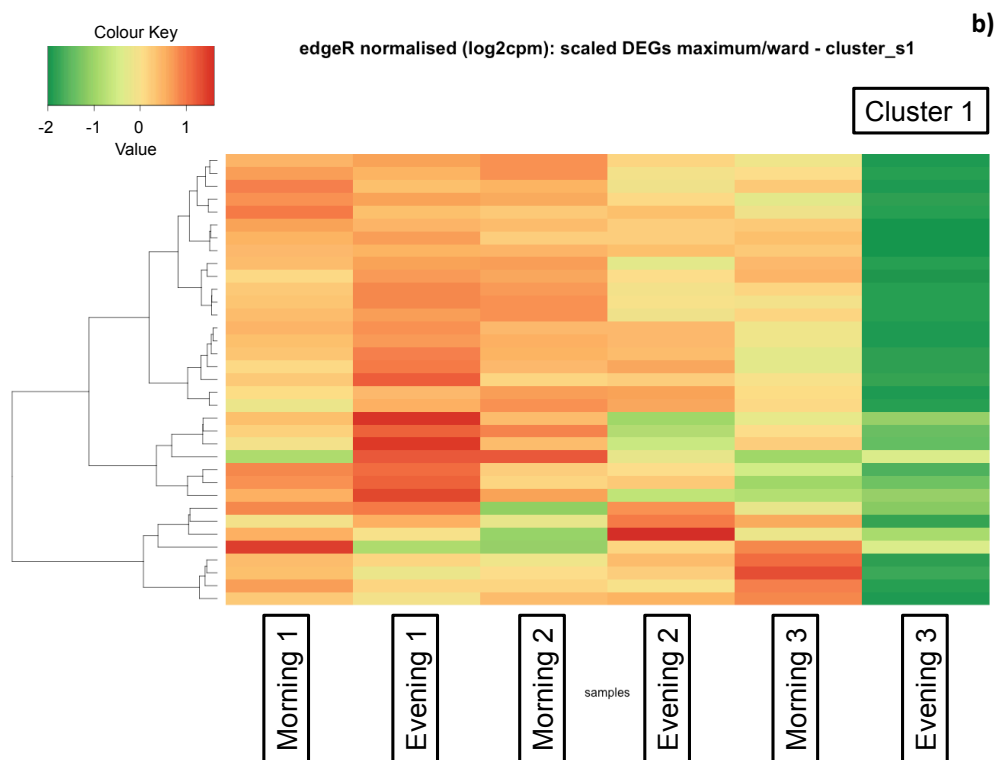 b)
Colour Key
edgeR normalised (log2cpm): scaled DEGs maximum/ward - cluster_s1
-2 -1 0 1
Value
Cluster 1
Morning 1
Evening 1
Morning 2
samples
Evening 2
Morning 3
Evening 3